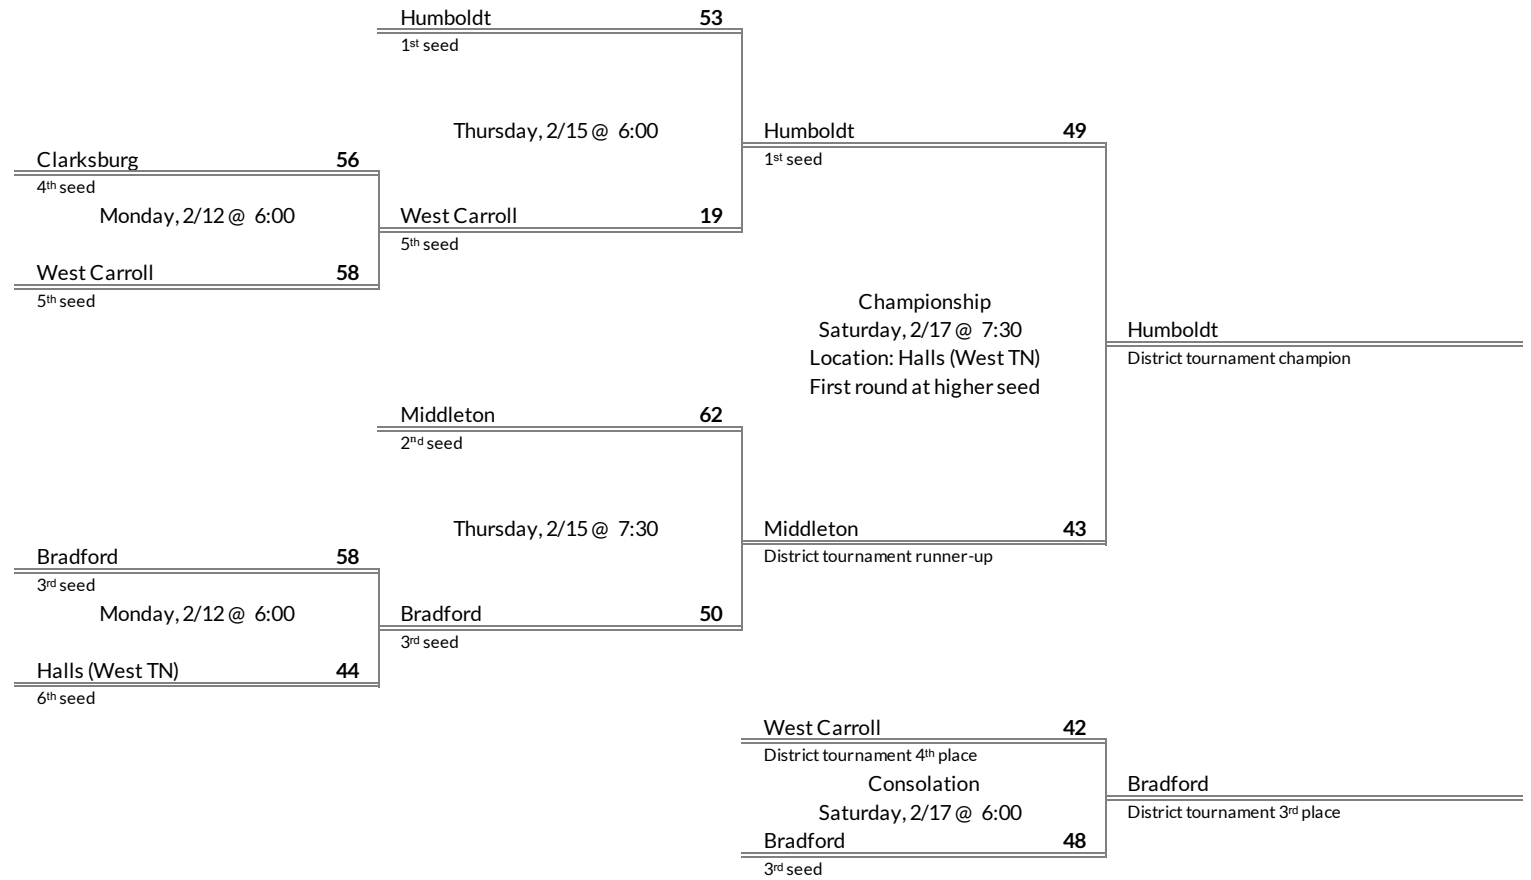 Humboldt 53
1st seed
Thursday, 2/15 @ 6:00
Humboldt 49
1st seed
Clarksburg 56
4th seed
Monday, 2/12 @ 6:00
West Carroll 19
5th seed
West Carroll 58
5th seed
Championship
Saturday, 2/17 @ 7:30
Location: Halls (West TN)
First round at higher seed
Humboldt
District tournament champion
Middleton 62
2nd seed
Thursday, 2/15 @ 7:30
Middleton 43
District tournament runner-up
Bradford 58
3rd seed
Monday, 2/12 @ 6:00
Bradford 50
3rd seed
Halls (West TN) 44
6th seed
West Carroll 42
District tournament 4th place
Consolation
Saturday, 2/17 @ 6:00
Bradford
District tournament 3rd place
Bradford 48
3rd seed